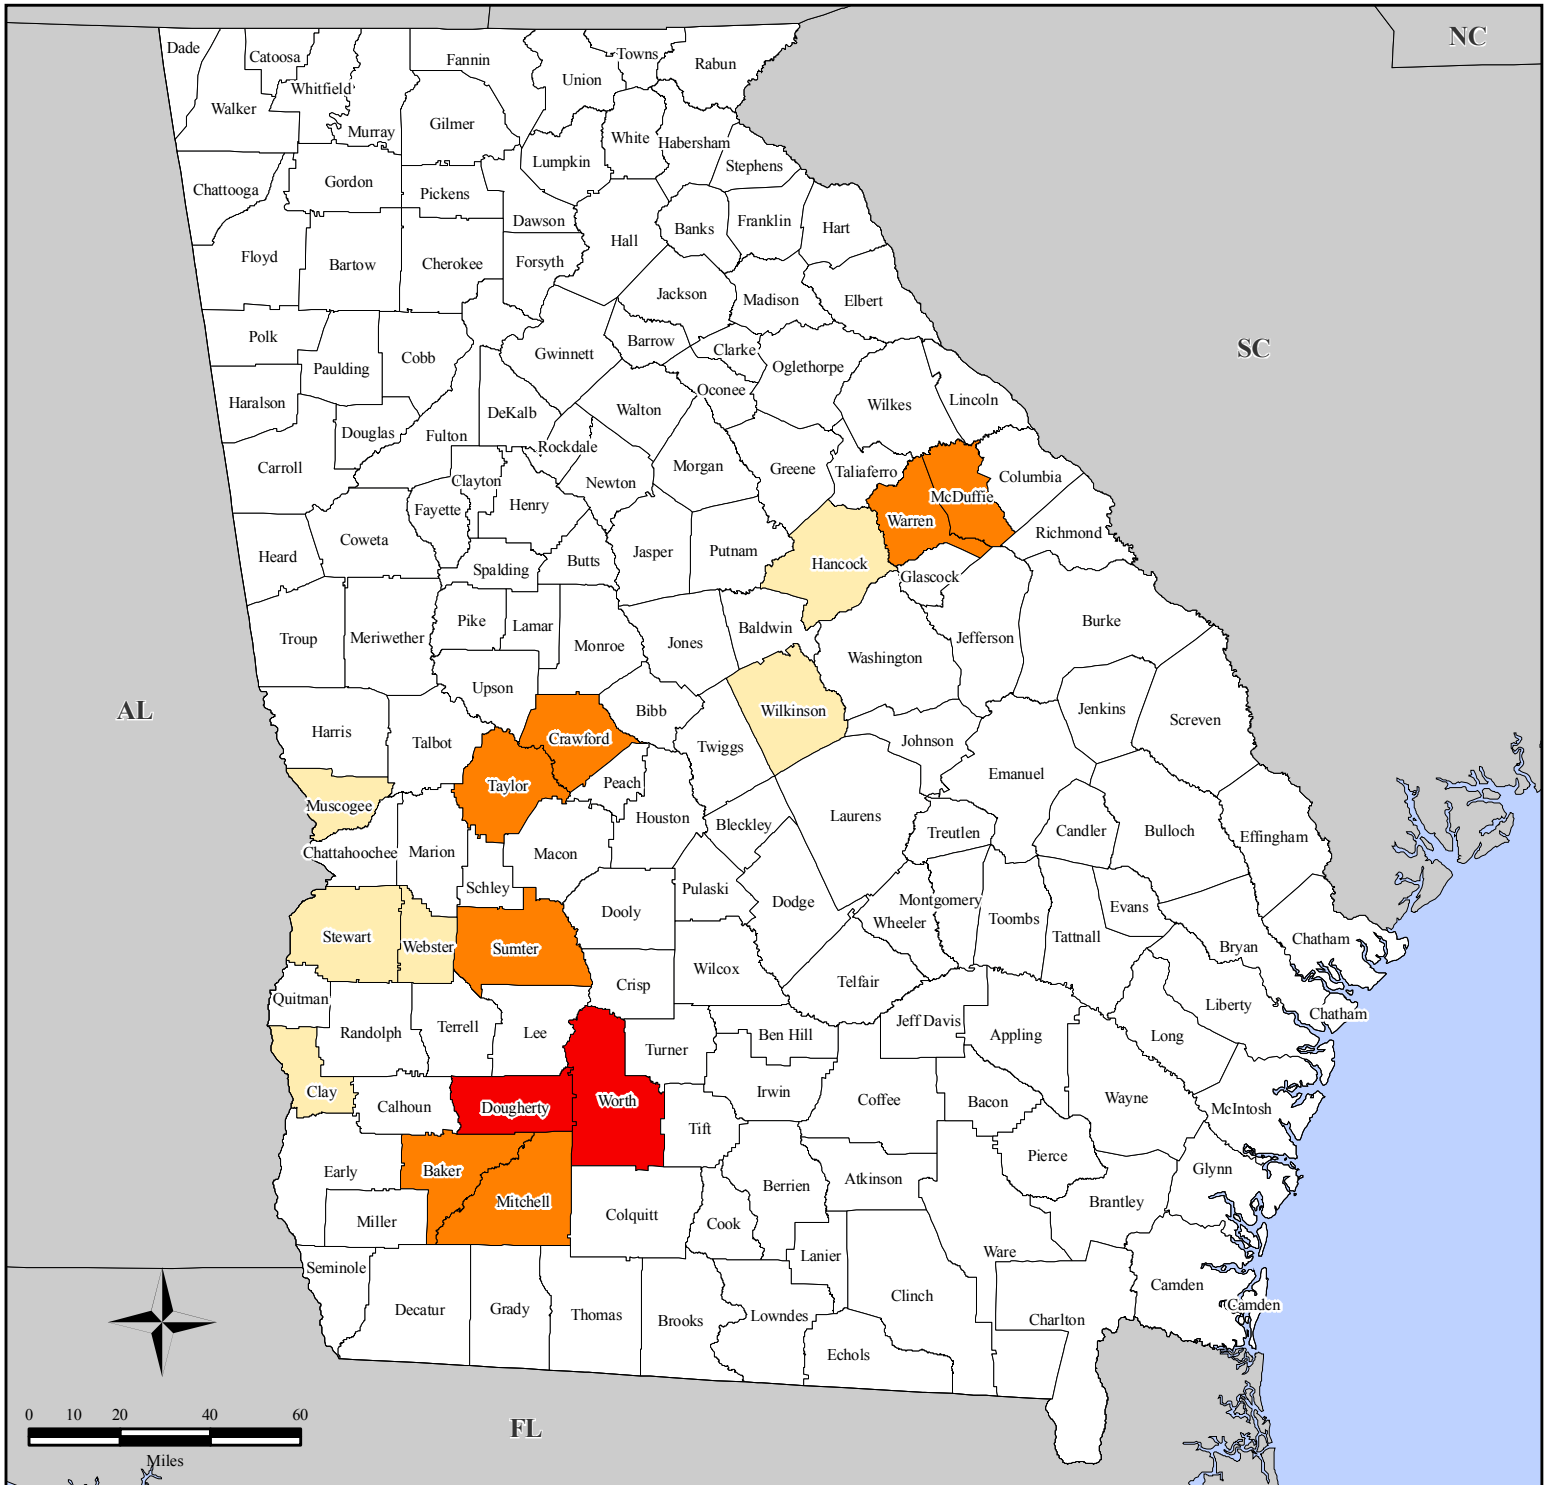 NC
Dade
Catoosa
Fannin
Towns
Rabun
Union
Whitfield
Walker
Murray
Gilmer
White
Habersham
Lumpkin
Stephens
Chattooga
Gordon
Pickens
Dawson
Banks
Franklin
Hart
Hall
Floyd
Bartow
Cherokee
Forsyth
Jackson
Madison
Elbert
Polk
Cobb
Gwinnett
Barrow
Clarke
SC
Paulding
Oglethorpe
Oconee
Haralson
DeKalb
Walton
Wilkes
Lincoln
Douglas
Fulton
Rockdale
Carroll
Morgan
Greene
Taliaferro
Columbia
Clayton
Newton
McDuffie
Fayette
Henry
Warren
Richmond
Coweta
Heard
Butts
Jasper
Putnam
Hancock
Spalding
Glascock
Troup
Meriwether
Pike
Lamar
Monroe
Jones
Baldwin
Jefferson
Burke
Washington
Upson
AL
Bibb
Wilkinson
Jenkins
Screven
Harris
Talbot
Crawford
Twiggs
Johnson
Taylor
Peach
Emanuel
Muscogee
Houston
Bleckley
Laurens
Treutlen
Candler
Bulloch
Effingham
Chattahoochee
Marion
Macon
Schley
Pulaski
Dodge
Montgomery
Evans
Dooly
Wheeler
Toombs
Tattnall
Stewart
Webster
Sumter
Bryan
Chatham
Wilcox
Crisp
Telfair
Quitman
Liberty
Chatham
Randolph
Terrell
Lee
Turner
Ben Hill
Jeff Davis
Appling
Long
Clay
Calhoun
Dougherty
Worth
Irwin
Coffee
Bacon
Wayne
McIntosh
Tift
Early
Baker
Mitchell
Berrien
Atkinson
Pierce
Glynn
Brantley
Miller
Colquitt
Cook
Ware
Lanier
Seminole
Decatur
Grady
Thomas
Brooks
Lowndes
Clinch
Charlton
Camden
Camden
Echols
0 10 20 40 60
Miles
FL